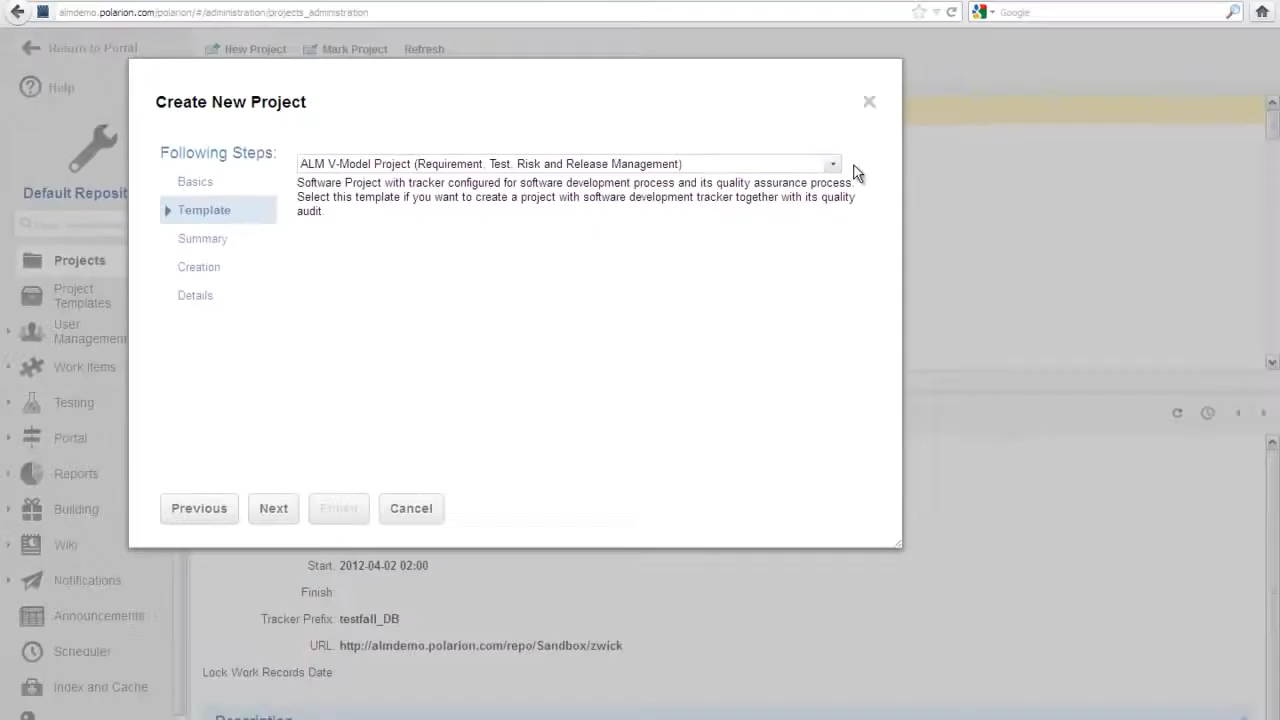 almdemo.polarion.com/polarion/#/administration/projects_administration
Google
Return to Portal
New Project
Mark Project
Refresh
Help
Default Reposit
Projects
Project
Templates
User
Management
Work Items
Testing
Portal
Reports
Building
Wiki
Notifications
Announcements
Scheduler
Index and Cache
Create New Project
Following Steps:
Basics
Template
Summary
Creation
Details
ALM V-Model Project (Requirement, Test, Risk and Release Management)
Software Project with tracker configured for software development process and its quality assurance process.
Select this template if you want to create a project with software development tracker together with its quality
audit.
Previous
Next
Finish
Cancel
Start: 2012-04-02 02:00
Finish:
Tracker Prefix: testfall_DB
URL: http://almdemo.polarion.com/repo/Sandbox/zwick
Lock Work Records Date
Description